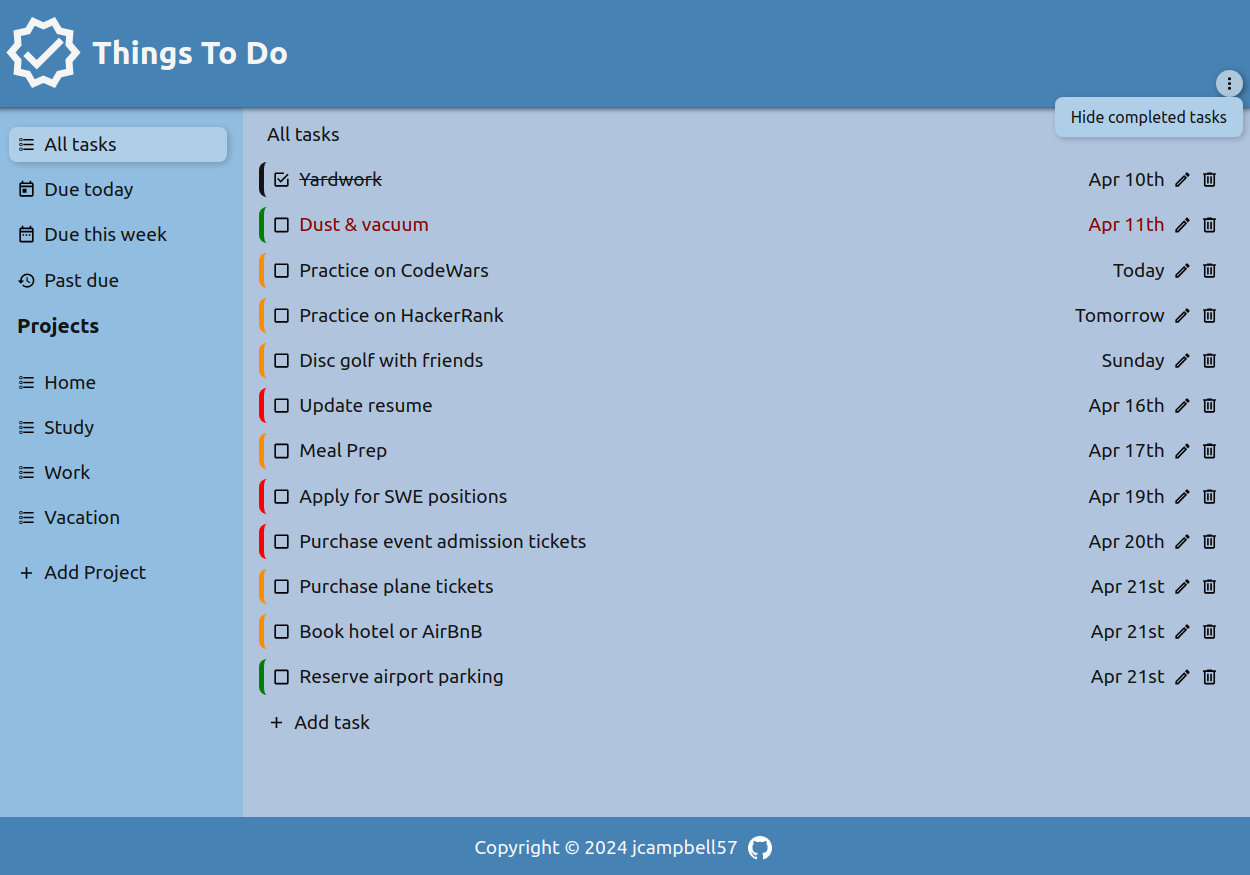 Things To Do
Hide completed tasks
All tasks
Due today
Due this week
Past due
Projects
Home
Study
Work
Vacation
+ Add Project
All tasks
Yardwork Apr 10th
Dust & vacuum Apr 11th
Practice on CodeWars Today
Practice on HackerRank Tomorrow
Disc golf with friends Sunday
Update resume Apr 16th
Meal Prep Apr 17th
Apply for SWE positions Apr 19th
Purchase event admission tickets Apr 20th
Purchase plane tickets Apr 21st
Book hotel or AirBnB Apr 21st
Reserve airport parking Apr 21st
+ Add task
Copyright © 2024 jcampbell57